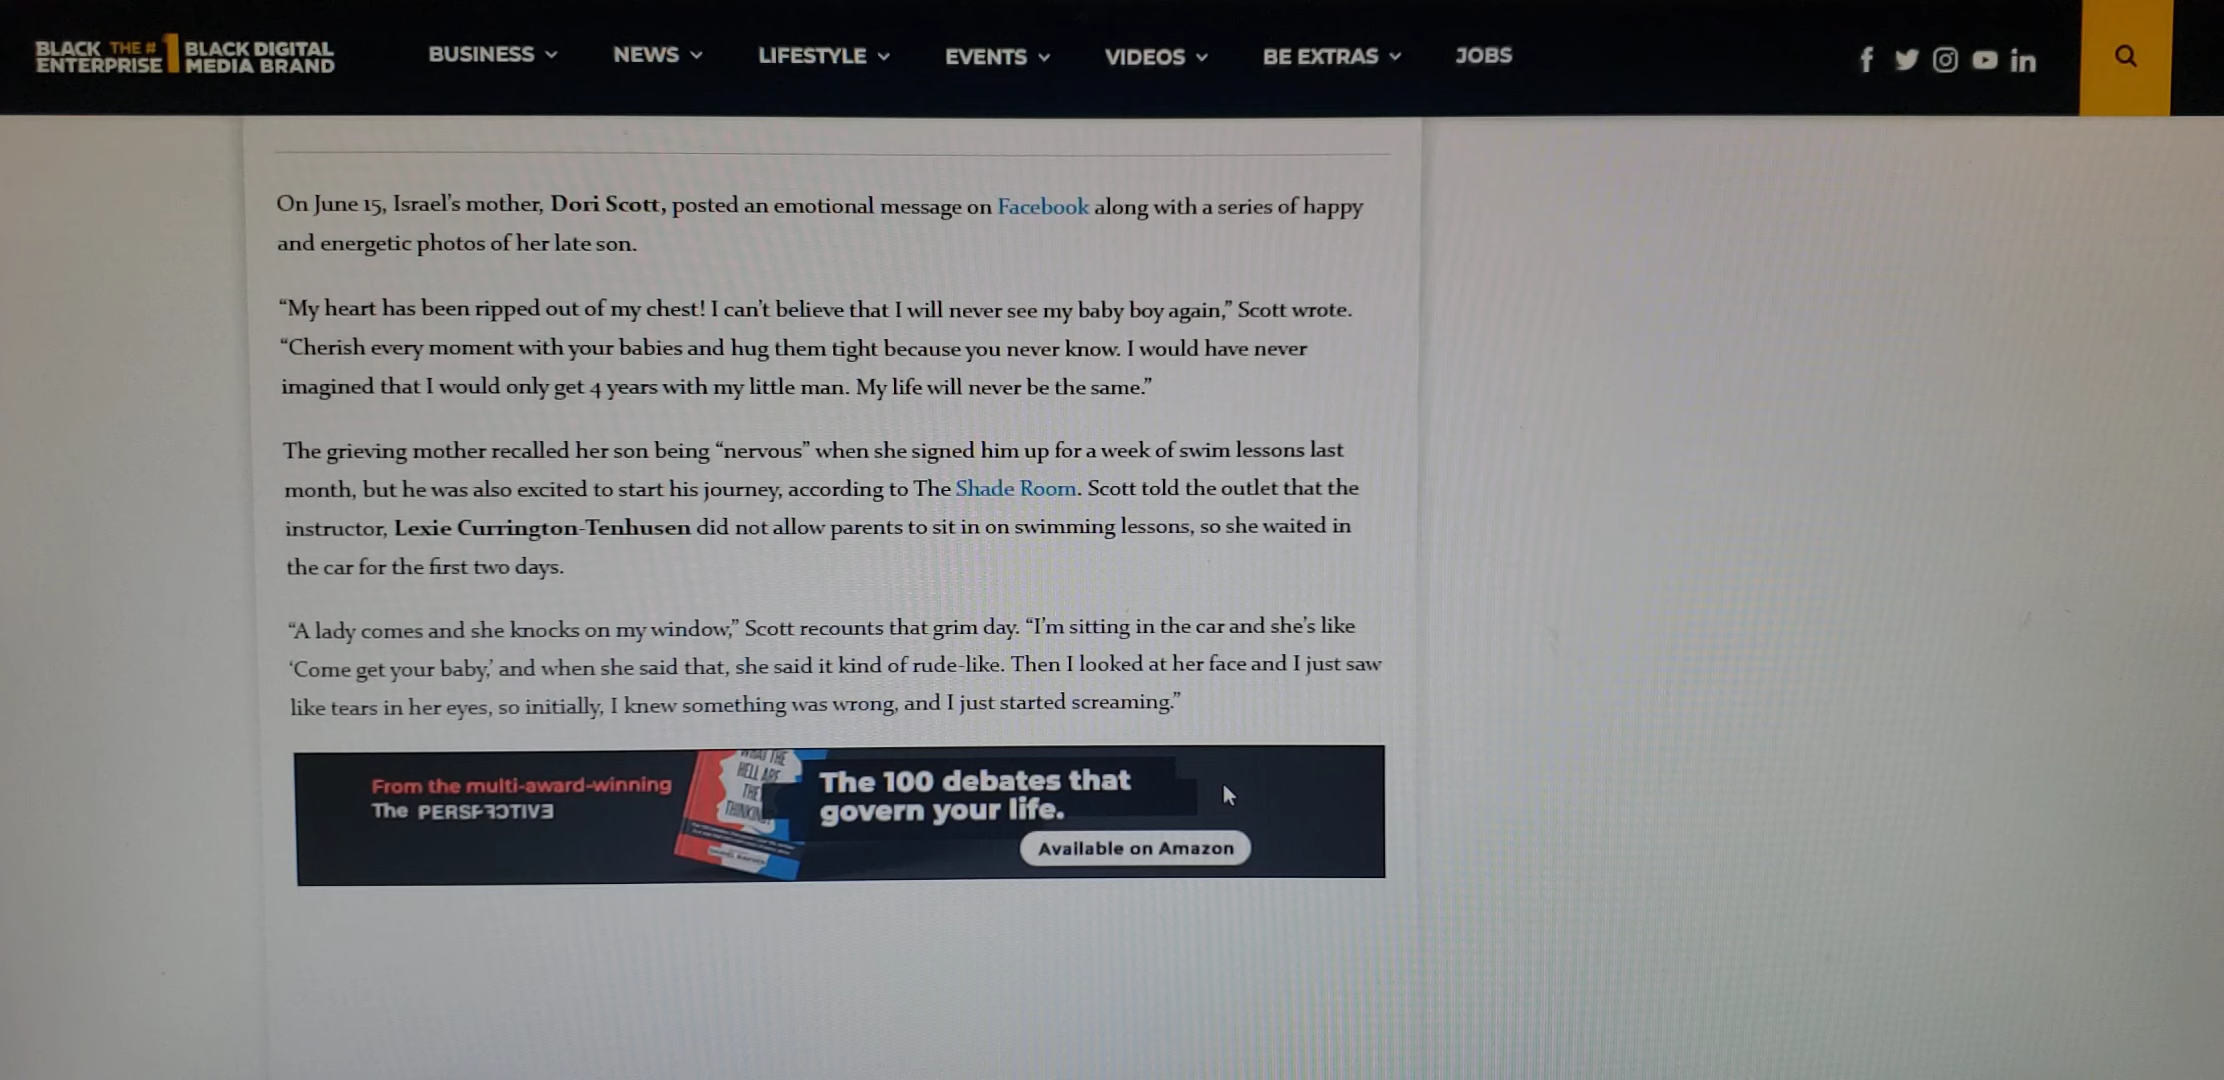 BLACK THE # 1 BLACK DIGITAL
ENTERPRISE MEDIA BRAND
BUSINESS NEWS LIFESTYLE EVENTS VIDEOS BE EXTRAS JOBS
On June 15, Israel's mother, Dori Scott, posted an emotional message on Facebook along with a series of happy
and energetic photos of her late son.
“My heart has been ripped out of my chest! I can't believe that I will never see my baby boy again,” Scott wrote.
“Cherish every moment with your babies and hug them tight because you never know. I would have never
imagined that I would only get 4 years with my little man. My life will never be the same.”
The grieving mother recalled her son being “nervous” when she signed him up for a week of swim lessons last
month, but he was also excited to start his journey, according to The Shade Room. Scott told the outlet that the
instructor, Lexie Currington-Tenhusen did not allow parents to sit in on swimming lessons, so she waited in
the car for the first two days.
“A lady comes and she knocks on my window,” Scott recounts that grim day. “I'm sitting in the car and she's like
‘Come get your baby,’ and when she said that, she said it kind of rude-like. Then I looked at her face and I just saw
like tears in her eyes, so initially, I knew something was wrong, and I just started screaming.”
From the multi-award-winning
The PERSPECTIVE
WHAT THE
HELL ARE
THEY
THINKING?
The 100 debates that
govern your life.
Available on Amazon